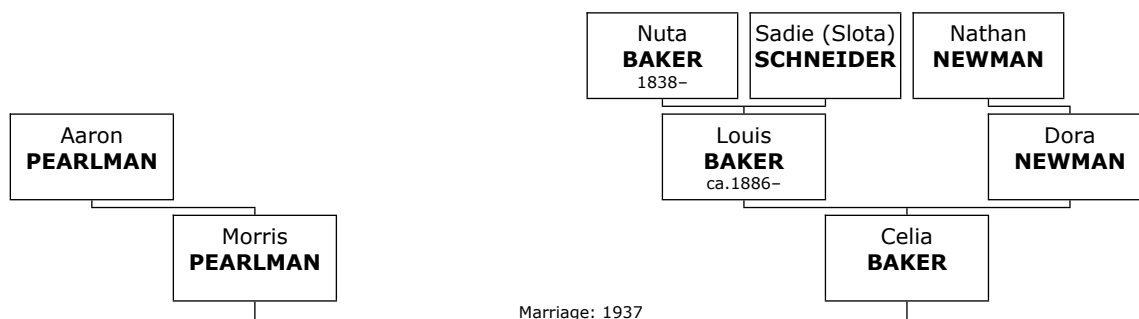 Nuta
BAKER
1838–
Sadie (Slota)
SCHNEIDER
Nathan
NEWMAN
Aaron
PEARLMAN
Louis
BAKER
ca.1886–
Dora
NEWMAN
Morris
PEARLMAN
Celia
BAKER
Marriage: 1937